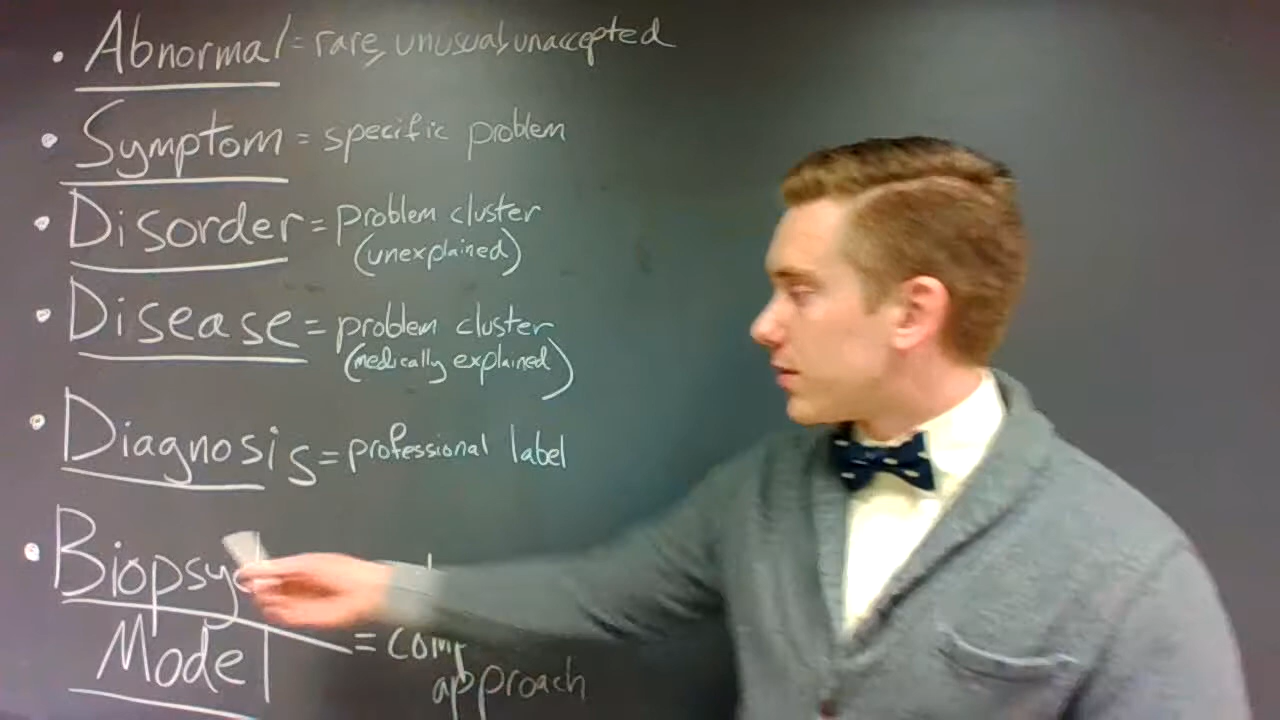 • Abnormal = rare, unusual, unaccepted
• Symptom = specific problem
• Disorder = problem cluster
(unexplained)
• Disease = problem cluster
(medically explained)
• Diagnosis = professional label
•
Model =
approach